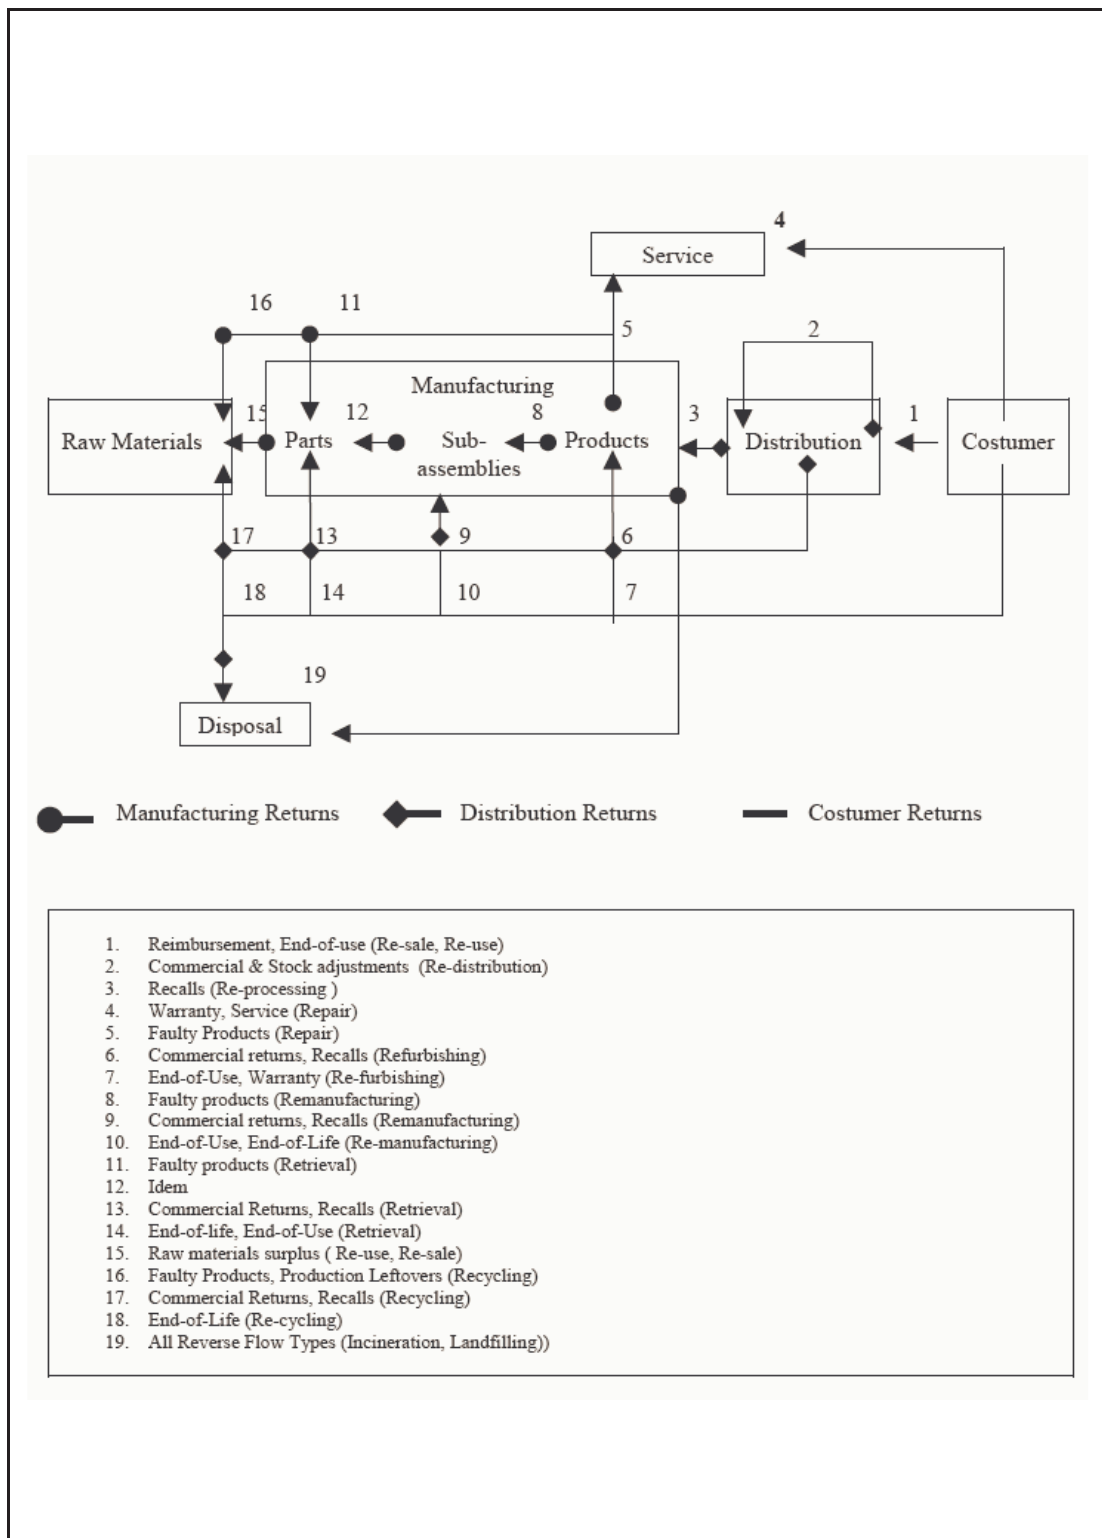 4
Service
16
11
5
2
Manufacturing
15
12
8
3
1
Raw Materials
Parts
Sub-
assemblies
Products
Distribution
Costumer
17
13
9
6
18
14
10
7
19
Disposal
Manufacturing Returns
Distribution Returns
Costumer Returns
1. Reimbursement, End-of-use (Re-sale, Re-use)
2. Commercial & Stock adjustments (Re-distribution)
3. Recalls (Re-processing )
4. Warranty, Service (Repair)
5. Faulty Products (Repair)
6. Commercial returns, Recalls (Refurbishing)
7. End-of-Use, Warranty (Re-furbishing)
8. Faulty products (Remanufacturing)
9. Commercial returns, Recalls (Remanufacturing)
10. End-of-Use, End-of-Life (Re-manufacturing)
11. Faulty products (Retrieval)
12. Idem
13. Commercial Returns, Recalls (Retrieval)
14. End-of-life, End-of-Use (Retrieval)
15. Raw materials surplus ( Re-use, Re-sale)
16. Faulty Products, Production Leftovers (Recycling)
17. Commercial Returns, Recalls (Recycling)
18. End-of-Life (Re-cycling)
19. All Reverse Flow Types (Incineration, Landfilling))